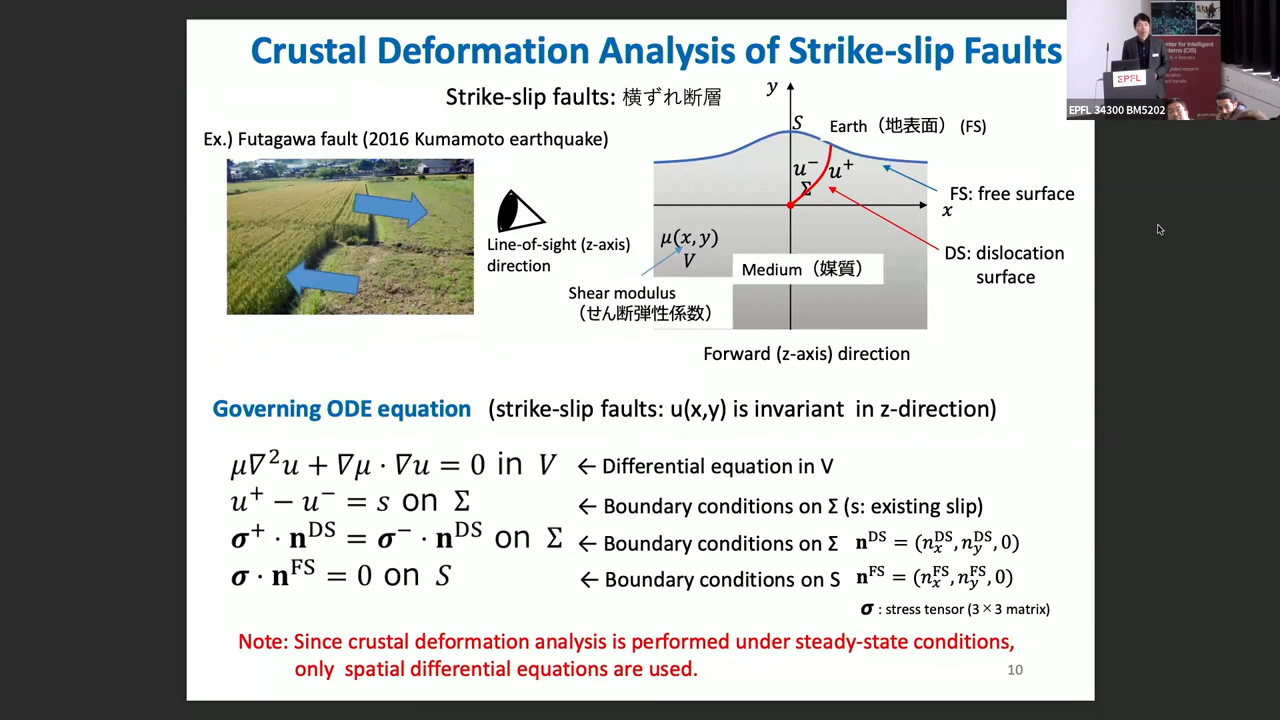 Crustal Deformation Analysis of Strike-slip Faults
Strike-slip faults: 横ずれ断層
Ex.) Futagawa fault (2016 Kumamoto earthquake)
Line-of-sight (z-axis)
direction
y
S
Earth（地表面）(FS)
u⁻
u⁺
Σ
FS: free surface
x
μ(x, y)
V
DS: dislocation
surface
Medium（媒質）
Shear modulus
（せん断弾性係数）
Forward (z-axis) direction
Governing ODE equation (strike-slip faults: u(x,y) is invariant in z-direction)
μ∇²u + ∇μ · ∇u = 0 in V ← Differential equation in V
u⁺ − u⁻ = s on Σ ← Boundary conditions on Σ (s: existing slip)
σ⁺ · n^DS = σ⁻ · n^DS on Σ ← Boundary conditions on Σ n^DS = (n_x^DS, n_y^DS, 0)
σ · n^FS = 0 on S ← Boundary conditions on S n^FS = (n_x^FS, n_y^FS, 0)
σ : stress tensor (3 × 3 matrix)
Note: Since crustal deformation analysis is performed under steady-state conditions,
only spatial differential equations are used.
10
EPFL
EPFL 34300 BM5202